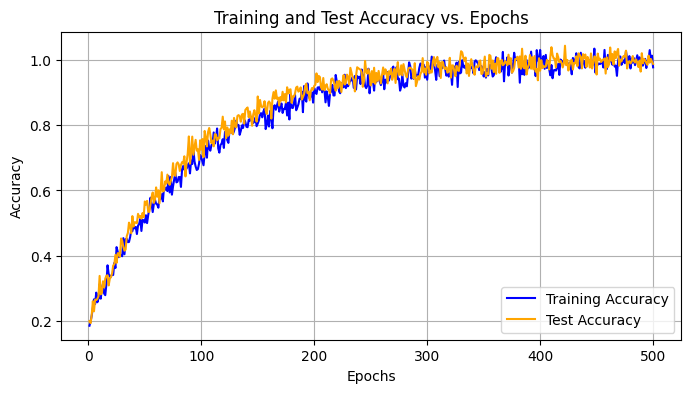 Training and Test Accuracy vs. Epochs
1.0
0.8
0.6
0.4
0.2
Accuracy
0 100 200 300 400 500
Epochs
Training Accuracy
Test Accuracy